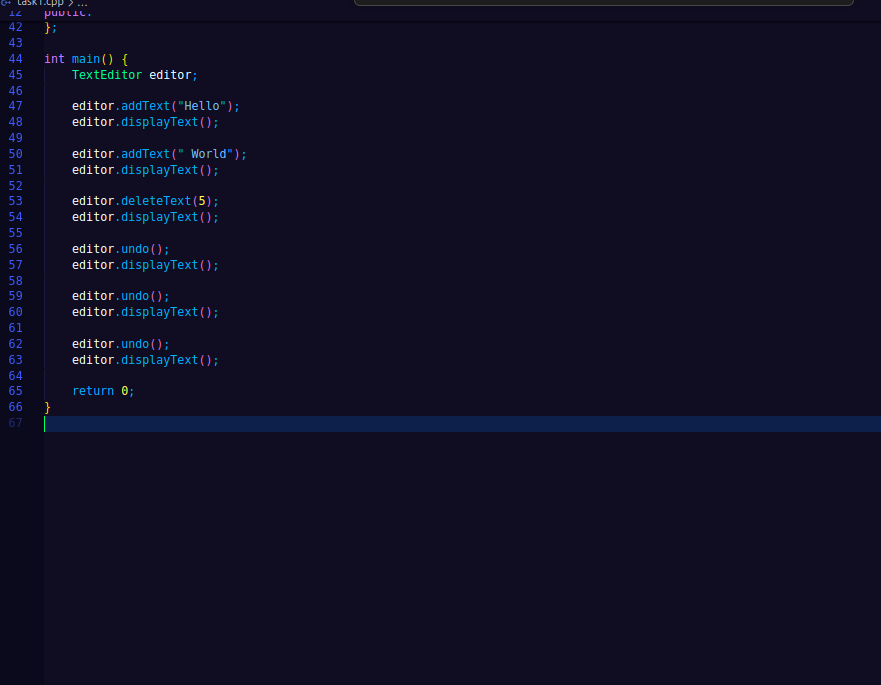 task1.cpp > ...
12 public:
42 };
43
44 int main() {
45     TextEditor editor;
46
47     editor.addText("Hello");
48     editor.displayText();
49
50     editor.addText(" World");
51     editor.displayText();
52
53     editor.deleteText(5);
54     editor.displayText();
55
56     editor.undo();
57     editor.displayText();
58
59     editor.undo();
60     editor.displayText();
61
62     editor.undo();
63     editor.displayText();
64
65     return 0;
66 }
67